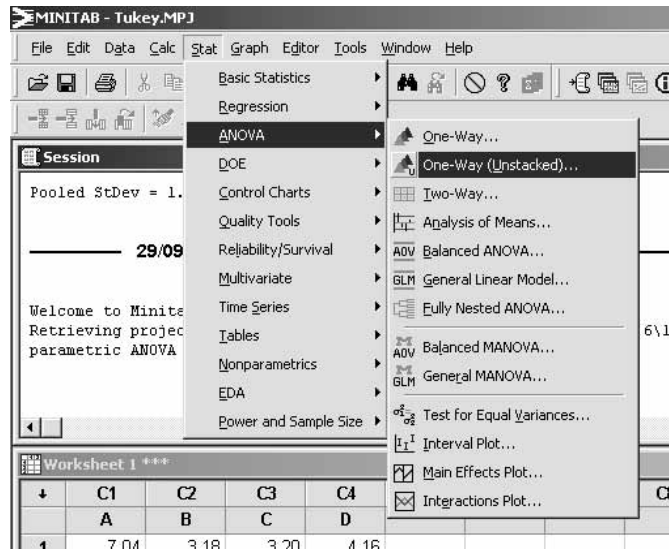 MINITAB - Tukey.MPJ
File Edit Data Calc Stat Graph Editor Tools Window Help
Basic Statistics
Regression
ANOVA
DOE
Control Charts
Quality Tools
Reliability/Survival
Multivariate
Time Series
Tables
Nonparametrics
EDA
Power and Sample Size
One-Way...
One-Way (Unstacked)...
Two-Way...
Analysis of Means...
AOV Balanced ANOVA...
GLM General Linear Model...
Fully Nested ANOVA...
M AOV Balanced MANOVA...
M GLM General MANOVA...
Test for Equal Variances...
Interval Plot...
Main Effects Plot...
Interactions Plot...
Session
Pooled StDev = 1.
29/09
Welcome to Minita
Retrieving projec 6\1
parametric ANOVA
Worksheet 1 ***
C1 C2 C3 C4
A B C D
1 7.04 3.18 3.20 4.16